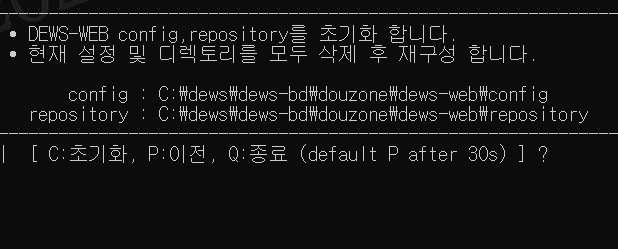 • DEWS-WEB config,repository를 초기화 합니다.
• 현재 설정 및 디렉토리를 모두 삭제 후 재구성 합니다.
config : C:₩dews₩dews-bd₩douzone₩dews-web₩config
repository : C:₩dews₩dews-bd₩douzone₩dews-web₩repository
| [ C:초기화, P:이전, Q:종료 (default P after 30s) ] ?